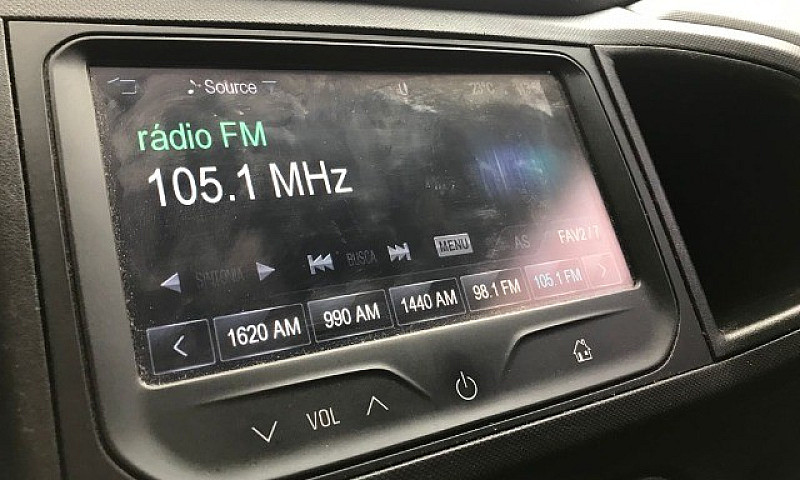 Source
rádio FM
105.1 MHz
SINTONIA BUSCA MENU AS FAV2 / 7
1620 AM 990 AM 1440 AM 98.1 FM 105.1 FM
VOL